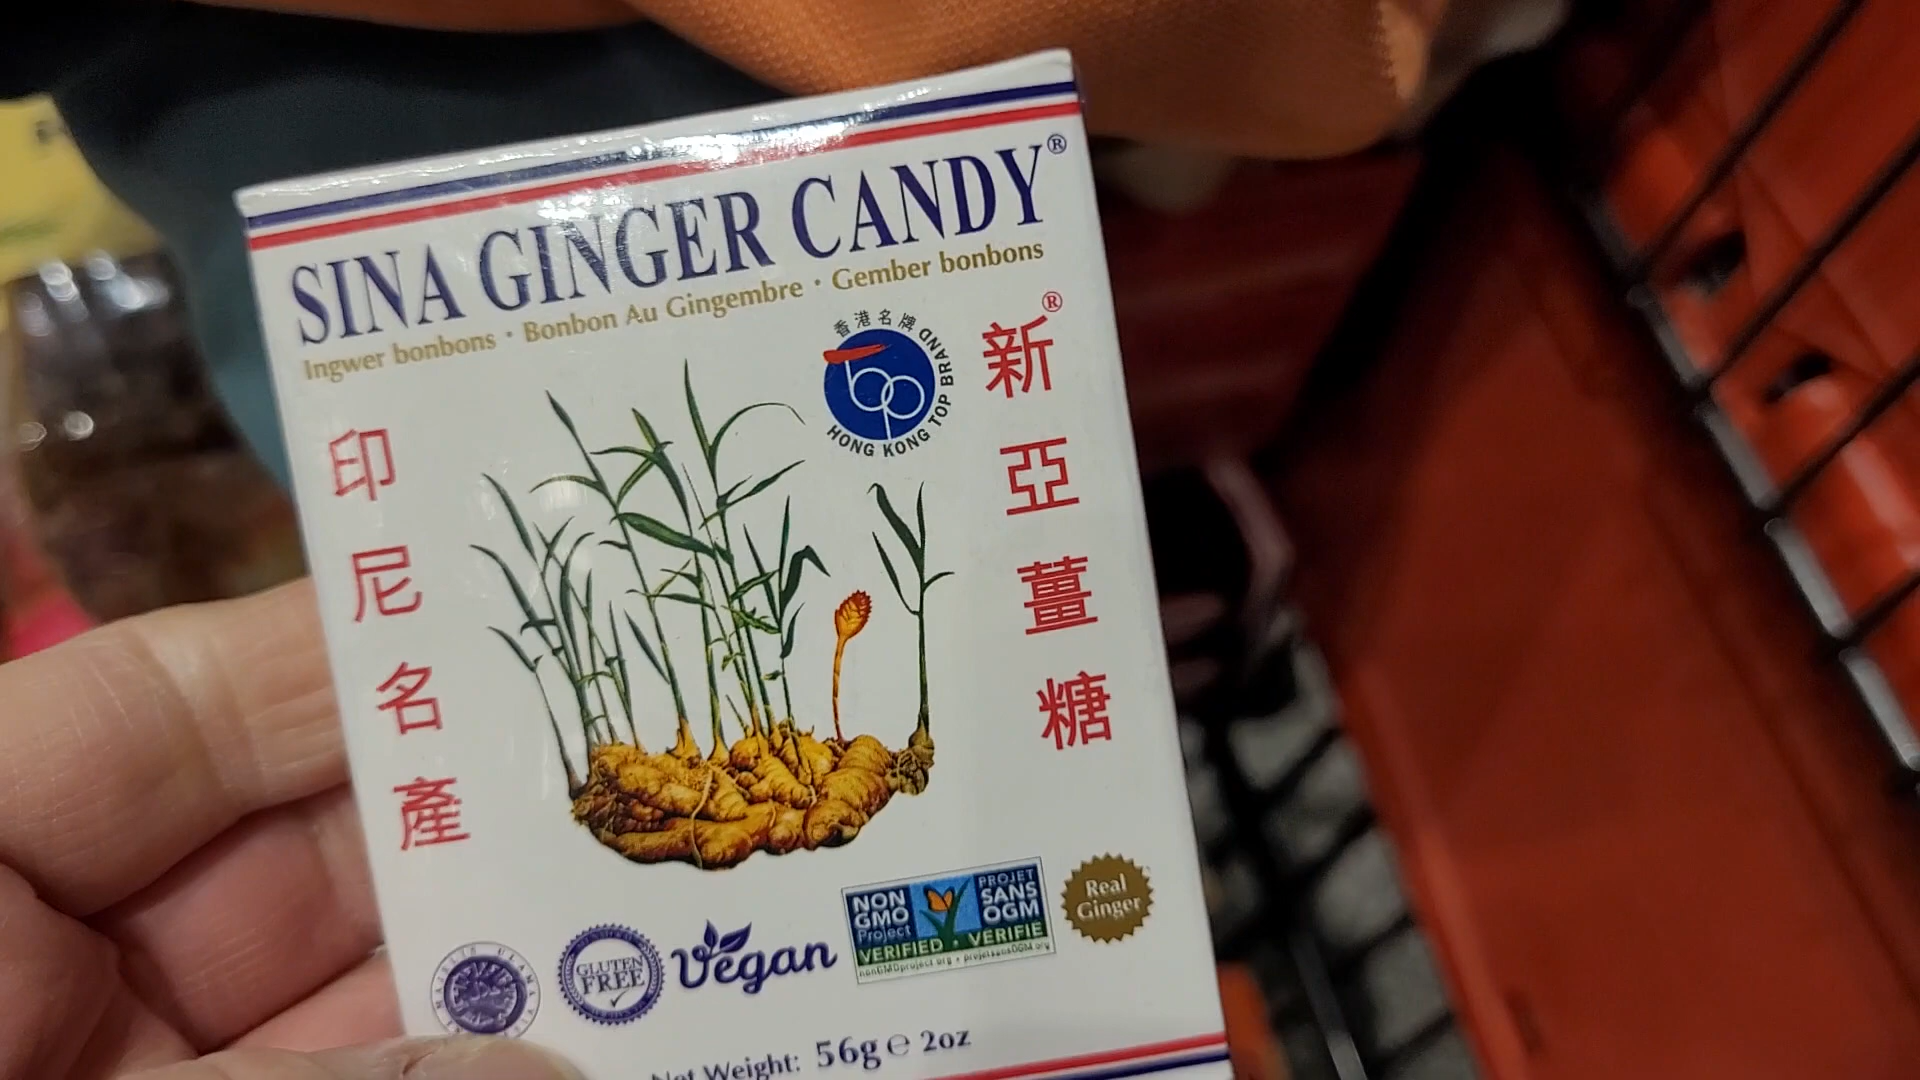 SINA GINGER CANDY®
Ingwer bonbons · Bonbon Au Gingembre · Gember bonbons
香港名牌
HONG KONG TOP BRAND
新亞薑糖®
印尼名產
GLUTEN
FREE
Vegan
NON
GMO
Project
VERIFIED
PROJET
SANS
OGM
VERIFIE
nonGMOproject.org • projetsansOGM.org
Real
Ginger
MAJELIS ULAMA
Net Weight: 56g ℮ 2oz